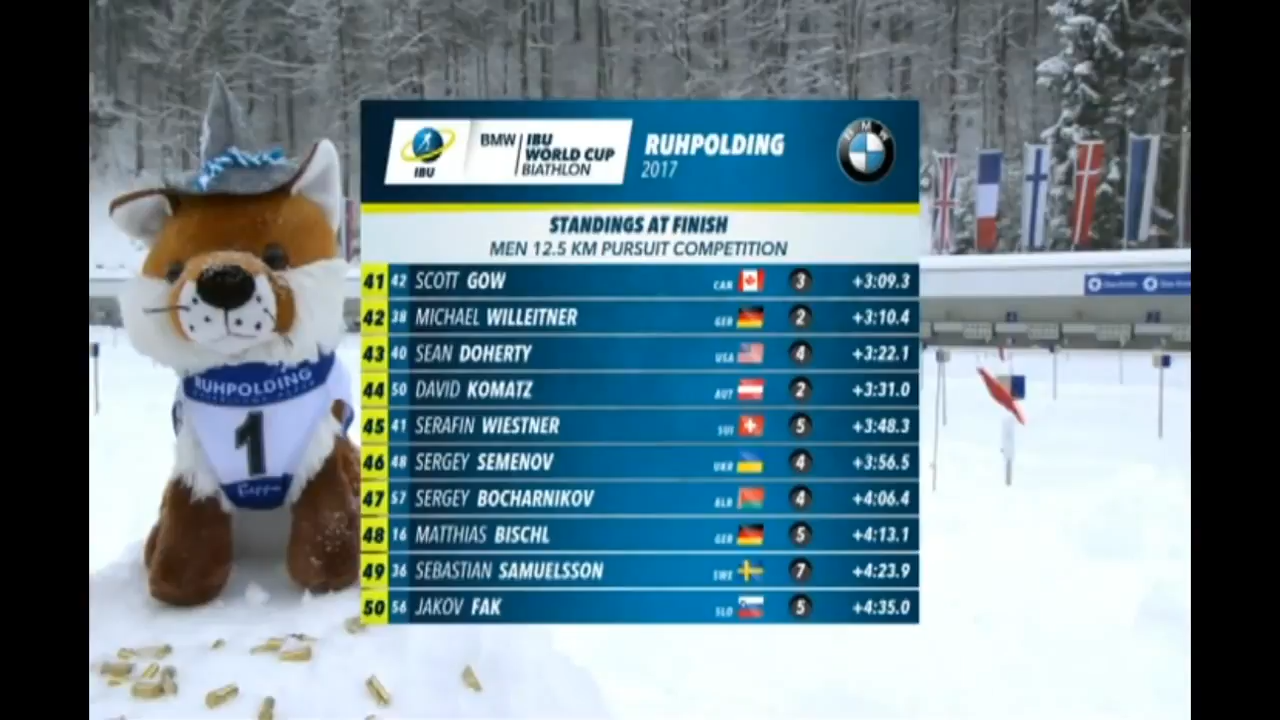 IBU
BMW IBU
WORLD CUP
BIATHLON
RUHPOLDING
2017
BMW
STANDINGS AT FINISH
MEN 12.5 KM PURSUIT COMPETITION
41 42 SCOTT GOW CAN 3 +3:09.3
42 38 MICHAEL WILLEITNER GER 2 +3:10.4
43 40 SEAN DOHERTY USA 4 +3:22.1
44 50 DAVID KOMATZ AUT 2 +3:31.0
45 41 SERAFIN WIESTNER SUI 5 +3:48.3
46 48 SERGEY SEMENOV UKR 4 +3:56.5
47 57 SERGEY BOCHARNIKOV BLR 4 +4:06.4
48 16 MATTHIAS BISCHL GER 5 +4:13.1
49 36 SEBASTIAN SAMUELSSON SWE 7 +4:23.9
50 56 JAKOV FAK SLO 5 +4:35.0
RUHPOLDING
1